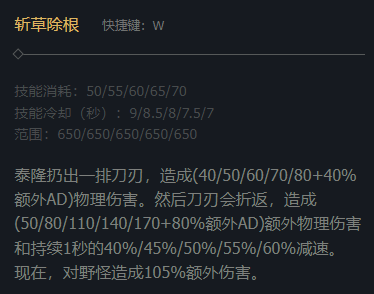 斩草除根 快捷键：W
技能消耗：50/55/60/65/70
技能冷却（秒）：9/8.5/8/7.5/7
范围：650/650/650/650/650
泰隆扔出一排刀刃，造成(40/50/60/70/80+40%
额外AD)物理伤害。然后刀刃会折返，造成
(50/80/110/140/170+80%额外AD)额外物理伤害
和持续1秒的40%/45%/50%/55%/60%减速。
现在，对野怪造成105%额外伤害。